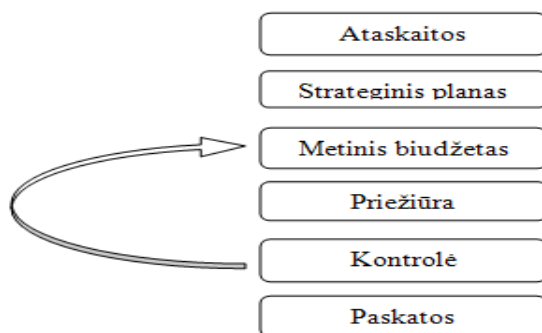 Ataskaitos
Strateginis planas
Metinis biudžetas
Priežiūra
Kontrolė
Paskatos